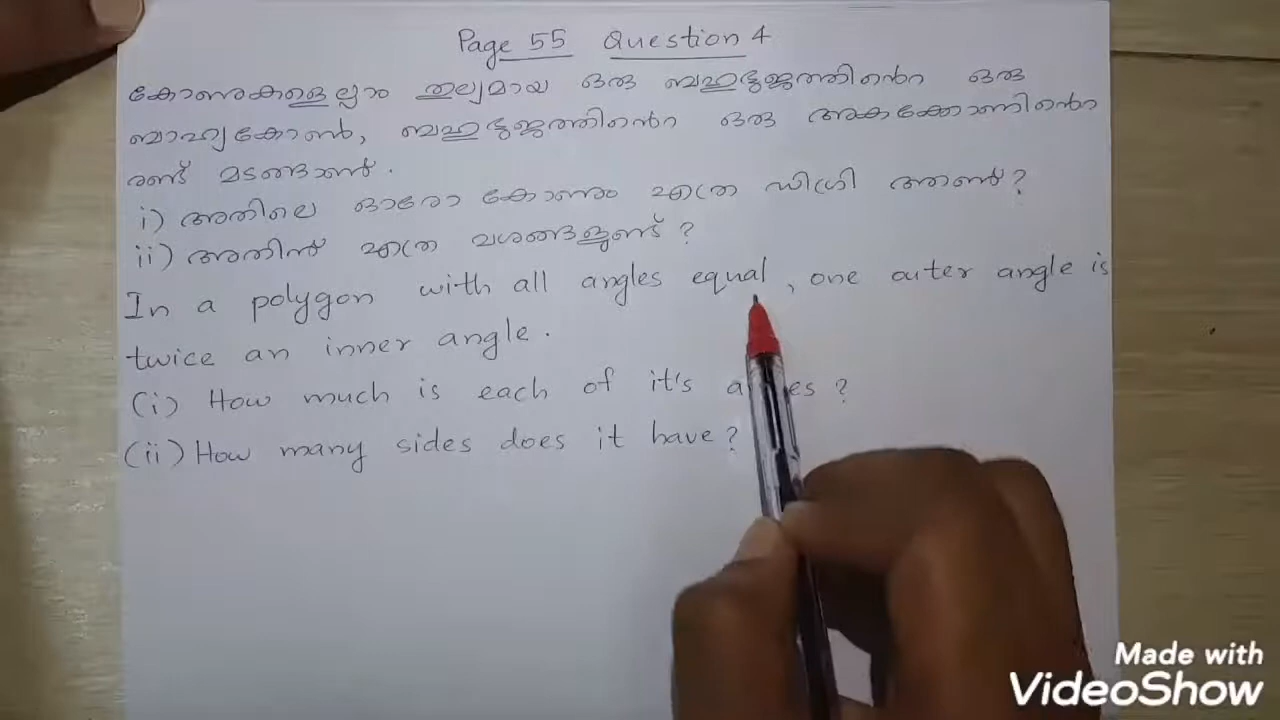 Page 55 Question 4
കോണുകളെല്ലാം തുല്യമായ ഒരു ബഹുഭുജത്തിൻെറ ഒരു
ബാഹ്യകോൺ, ബഹുഭുജത്തിൻെറ ഒരു അകക്കോണിൻെറ
രണ്ട് മടങ്ങാണ്.
i) അതിലെ ഓരോ കോണും എത്ര ഡിഗ്രി ആണ്?
ii) അതിന് എത്ര വശങ്ങളുണ്ട്?
In a polygon with all angles equal, one outer angle is
twice an inner angle.
(i) How much is each of it's ?
(ii) How many sides does it have?
Made with
VideoShow